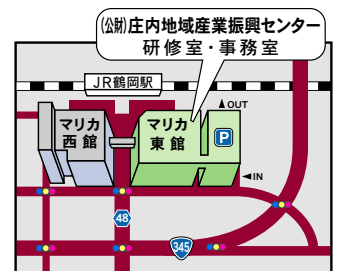 (公財)庄内地域産業振興センター
研修室・事務室
JR鶴岡駅
マリカ
西館
マリカ
東館
▲OUT
P
◀IN
48
345